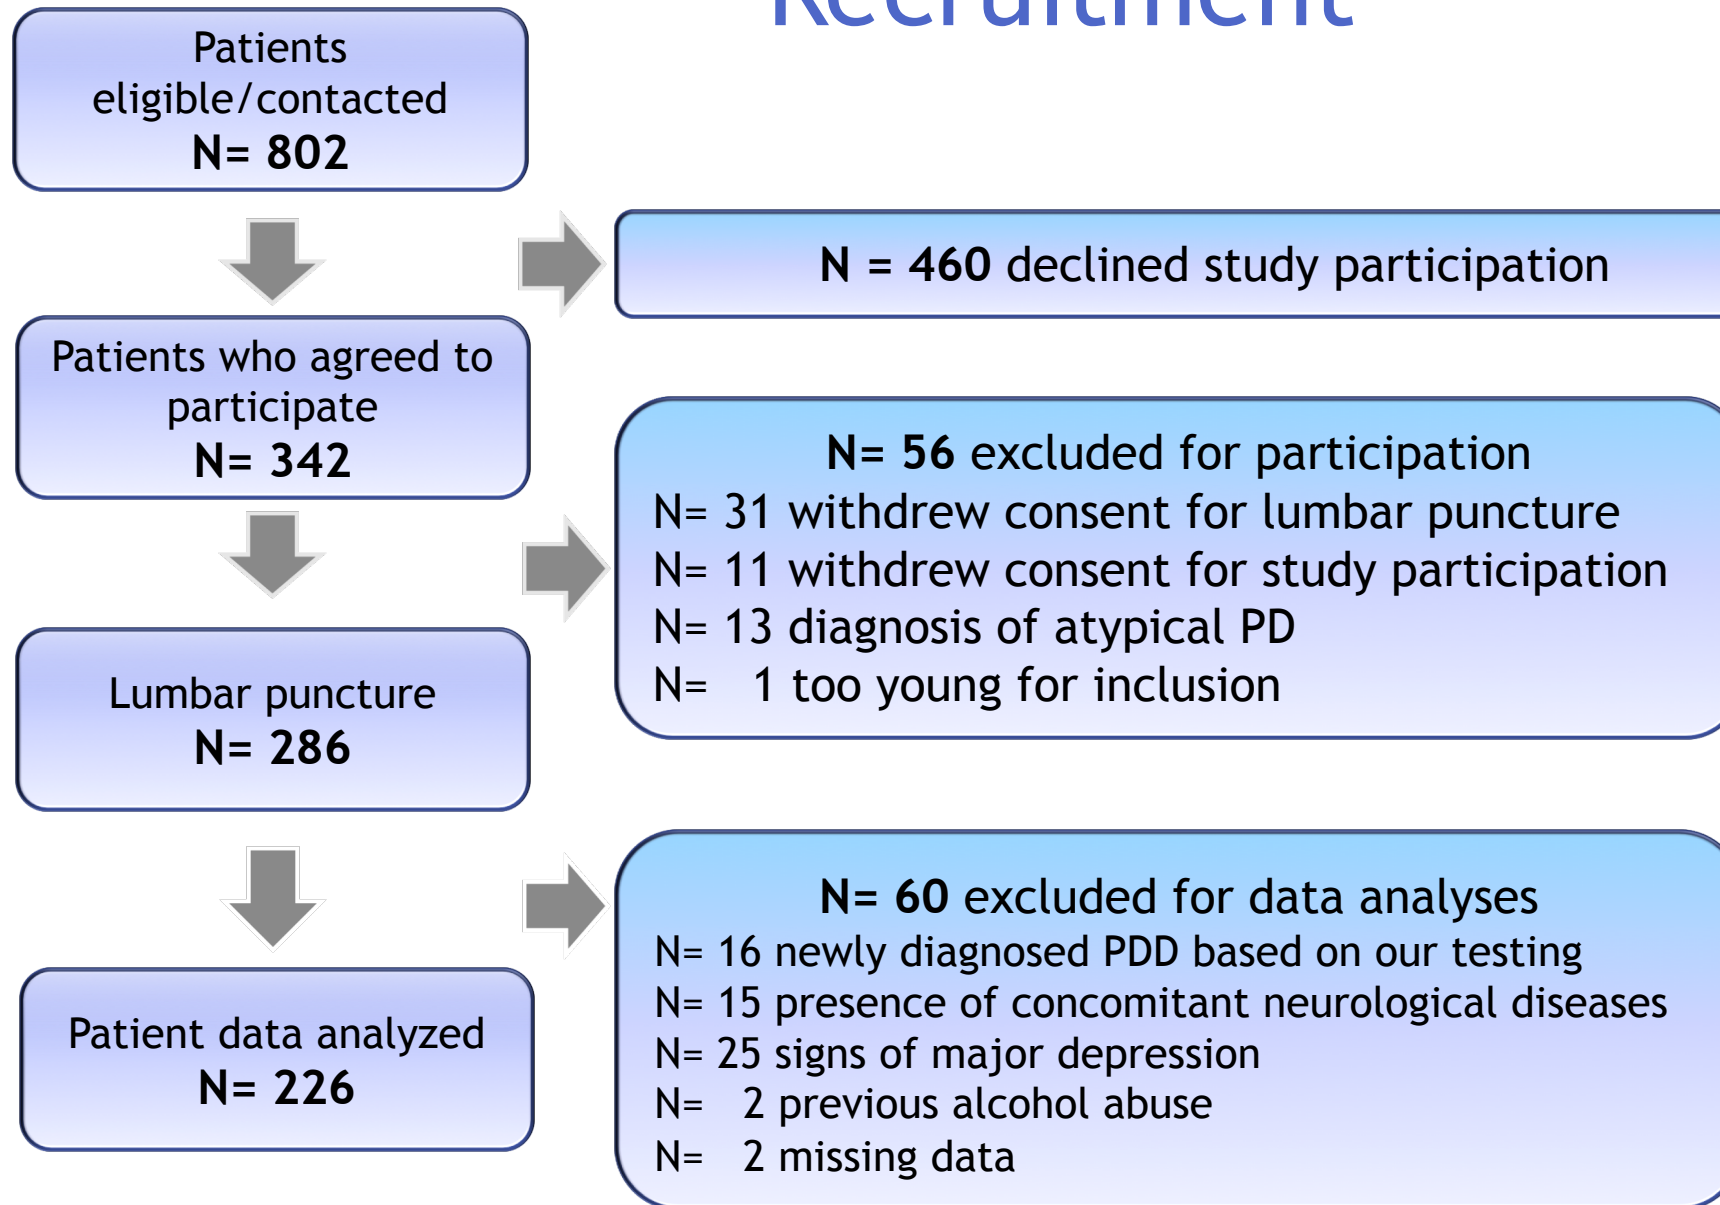 Recruitment
Patients
eligible/contacted
N= 802
N = 460 declined study participation
Patients who agreed to
participate
N= 342
N= 56 excluded for participation
N= 31 withdrew consent for lumbar puncture
N= 11 withdrew consent for study participation
N= 13 diagnosis of atypical PD
N= 1 too young for inclusion
Lumbar puncture
N= 286
N= 60 excluded for data analyses
N= 16 newly diagnosed PDD based on our testing
N= 15 presence of concomitant neurological diseases
N= 25 signs of major depression
N= 2 previous alcohol abuse
N= 2 missing data
Patient data analyzed
N= 226